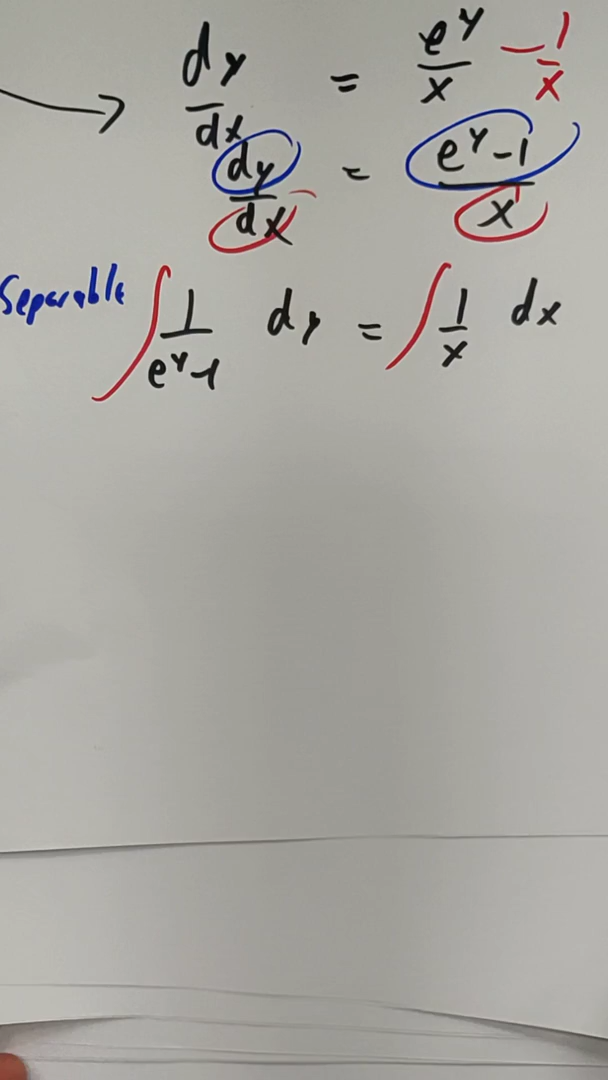 dy/dx = e^y/x - 1/x
dy/dx = (e^y-1)/x
Separable ∫ 1/(e^y-1) dy = ∫ 1/x dx